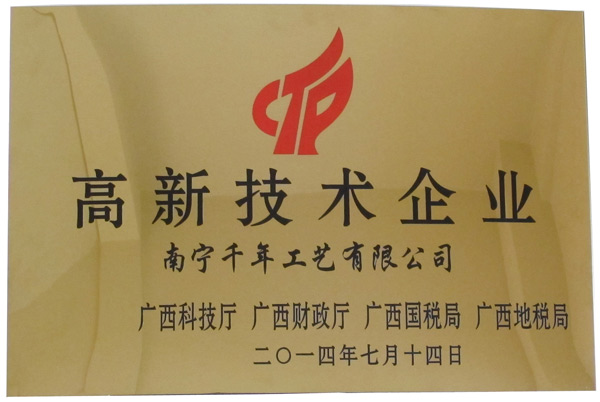 CTP
高新技术企业
南宁千年工艺有限公司
广西科技厅 广西财政厅 广西国税局 广西地税局
二〇一四年七月十四日